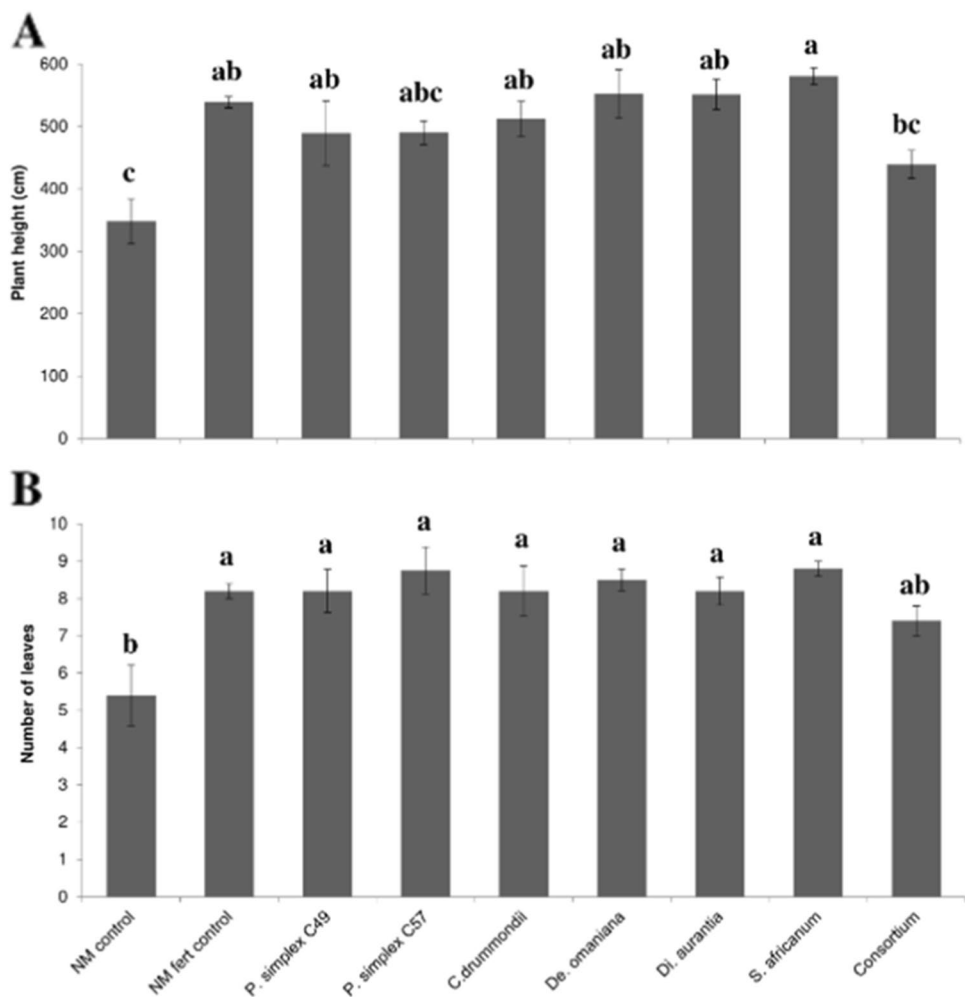 A
600
500
400
300
200
100
0
Plant height (cm)
c
ab
ab
abc
ab
ab
ab
a
bc
B
10
9
8
7
6
5
4
3
2
1
0
Number of leaves
b
a
a
a
a
a
a
a
ab
NM control
NM fert control
P. simplex C49
P. simplex C57
C.drummondii
De. omaniana
Di. aurantia
S. africanum
Consortium